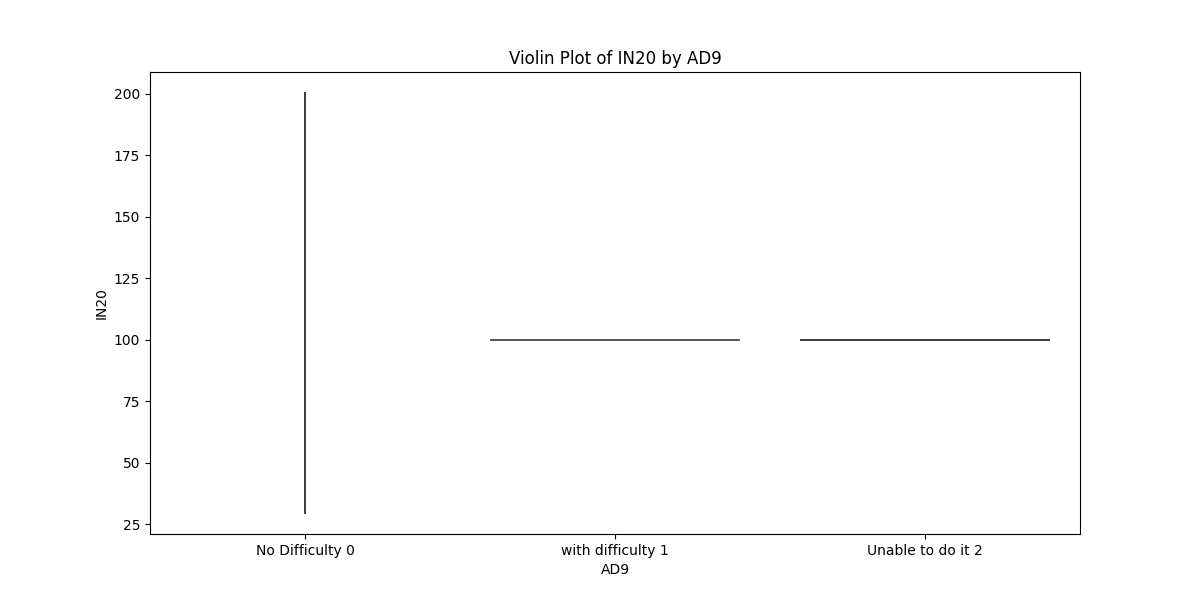 Violin Plot of IN20 by AD9
200
175
150
125
100
75
50
25
IN20
No Difficulty 0
with difficulty 1
Unable to do it 2
AD9